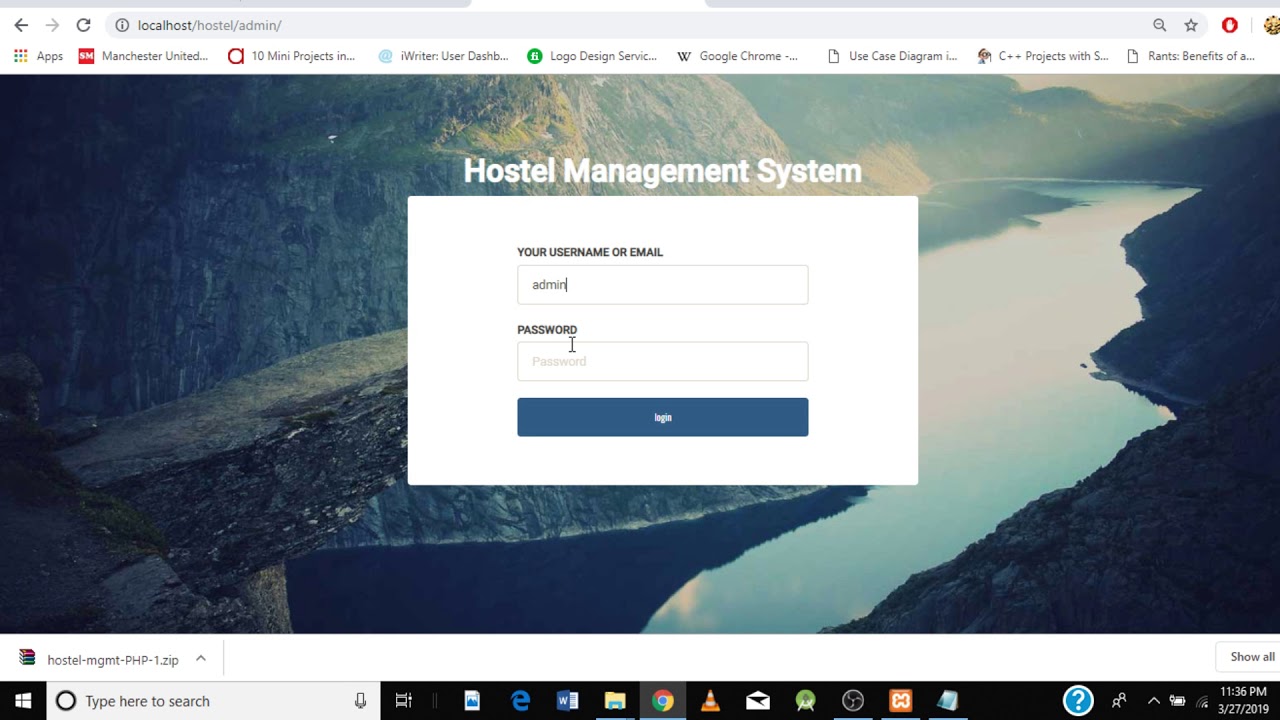 localhost/hostel/admin/
Apps SM Manchester United... 10 Mini Projects in... @ iWriter: User Dashb... fi Logo Design Servic... W Google Chrome -... Use Case Diagram i... C++ Projects with S... Rants: Benefits of a...
Hostel Management System
YOUR USERNAME OR EMAIL
admin
PASSWORD
Password
login
hostel-mgmt-PHP-1.zip
Show all
Type here to search
11:36 PM
3/27/2019